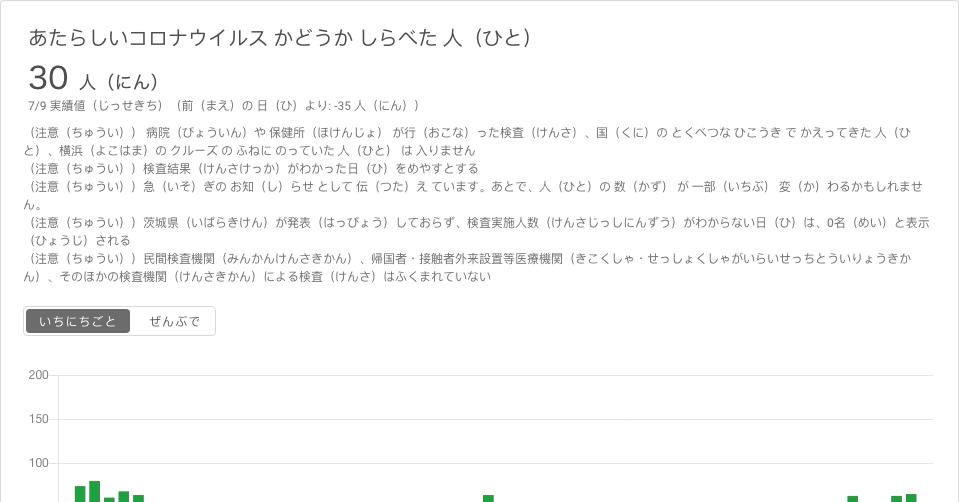 あたらしいコロナウイルス かどうか しらべた 人（ひと）
30 人（にん）
7/9 実績値（じっせきち）（前（まえ）の 日（ひ）より: -35 人（にん））
（注意（ちゅうい）） 病院（びょういん）や 保健所（ほけんじょ） が行（おこな）った検査（けんさ）、国（くに）の とくべつな ひこうき で かえってきた 人（ひ
と）、横浜（よこはま）の クルーズ の ふねに のっていた 人（ひと） は 入りません
（注意（ちゅうい））検査結果（けんさけっか）がわかった日（ひ）をめやすとする
（注意（ちゅうい））急（いそ）ぎの お知（し）らせ として 伝（つた）え ています。あとで、人（ひと）の 数（かず） が 一部（いちぶ） 変（か）わるかもしれませ
ん。
（注意（ちゅうい））茨城県（いばらきけん）が発表（はっぴょう）しておらず、検査実施人数（けんさじっしにんずう）がわからない日（ひ）は、0名（めい）と表示
（ひょうじ）される
（注意（ちゅうい））民間検査機関（みんかんけんさきかん）、帰国者・接触者外来設置等医療機関（きこくしゃ・せっしょくしゃがいらいせっちとういりょうきか
ん）、そのほかの検査機関（けんさきかん）による検査（けんさ）はふくまれていない
いちにちごと ぜんぶで
200
150
100